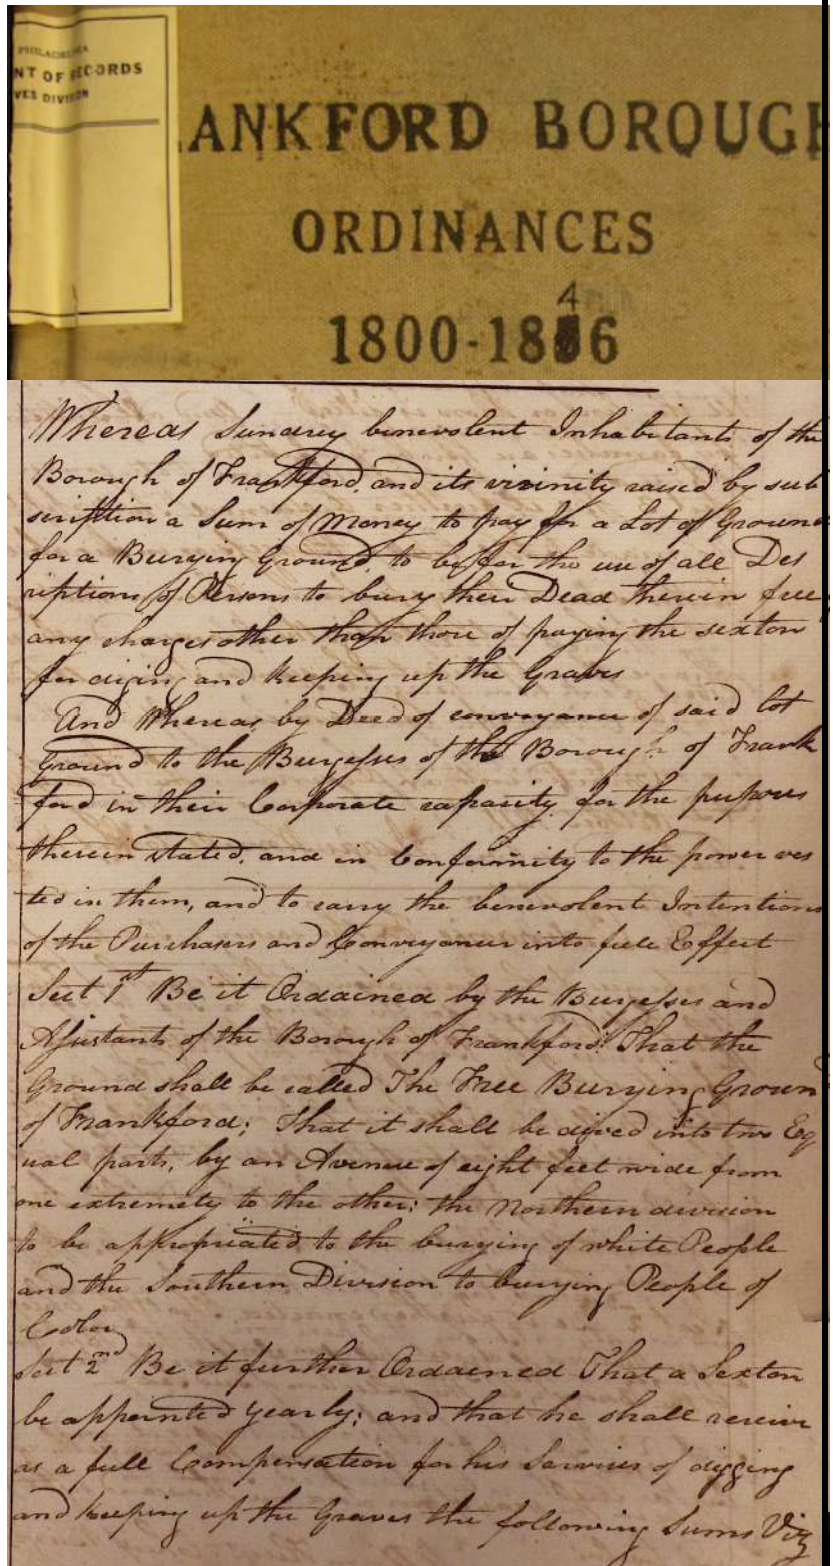 PHILADELPHIA
NT OF RECORDS
VES DIVISION
ANKFORD BOROUGH
ORDINANCES
4
1800-1856
Whereas Sundrey benevolent Inhabitants of the
Borough of Frankford, and its vicinity raised by sub
scription a Sum of Money to pay for a Lot of Ground
for a Burying Ground, to be for the use of all Des
riptions of Persons to bury their Dead therein free
any charges other than those of paying the sexton
for diging and keeping up the Graves
And Whereas, by Deed of conveyance of said lot
Ground to the Burgesses of the Borough of Frank
ford in their Corporate capacity for the purposes
therein stated, and in Conformity to the power ves
ted in them, and to carry the benevolent Intentions
of the Purchasers and Conveyances into full Effect
Sect 1st Be it Ordained by the Burgesses and
Assistants of the Borough of Frankford: That the
Ground shall be called The Free Burying Groun
of Frankford; That it shall be divied into two Eq
ual parts, by an Avenue of eight feet wide from
one extremety to the other; the Northern division
to be appropriated to the burying of white People
and the Southern Division to burying People of
Color
Sect 2nd Be it further Ordained That a Sexton
be appointed yearly; and that he shall receive
as a full Compensation for his Services of digging
and keeping up the Graves the following Sums Viz